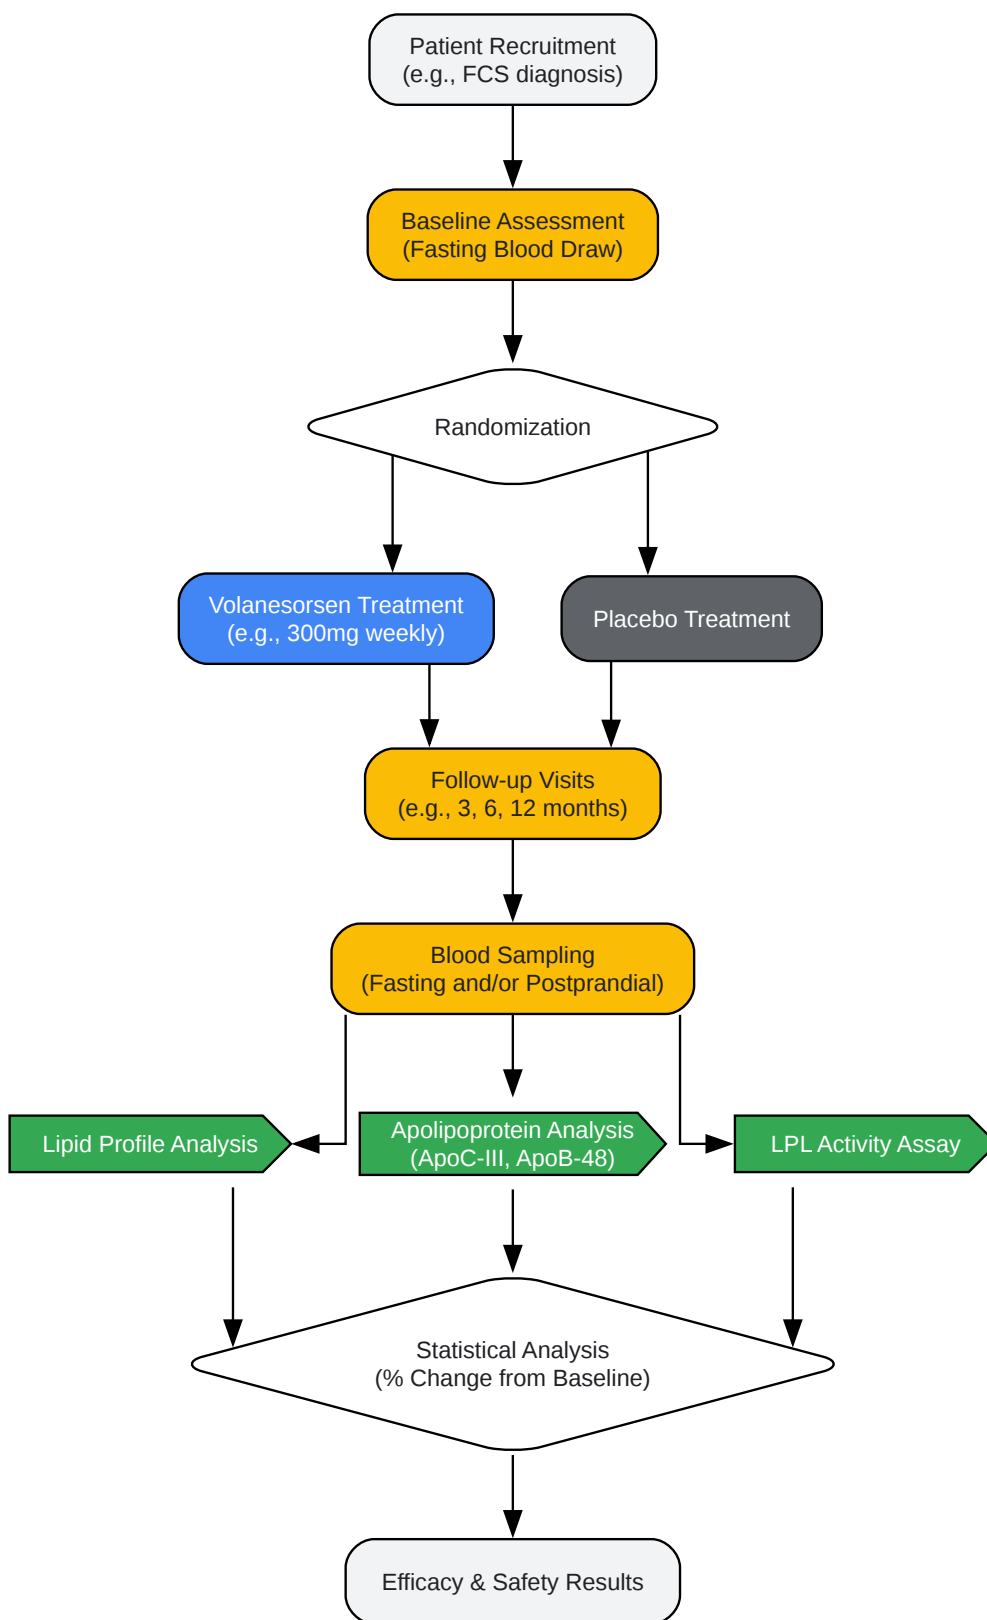 Patient Recruitment
(e.g., FCS diagnosis)
Baseline Assessment
(Fasting Blood Draw)
Randomization
Volanesorsen Treatment
(e.g., 300mg weekly)
Placebo Treatment
Follow-up Visits
(e.g., 3, 6, 12 months)
Blood Sampling
(Fasting and/or Postprandial)
Lipid Profile Analysis
Apolipoprotein Analysis
(ApoC-III, ApoB-48)
LPL Activity Assay
Statistical Analysis
(% Change from Baseline)
Efficacy & Safety Results